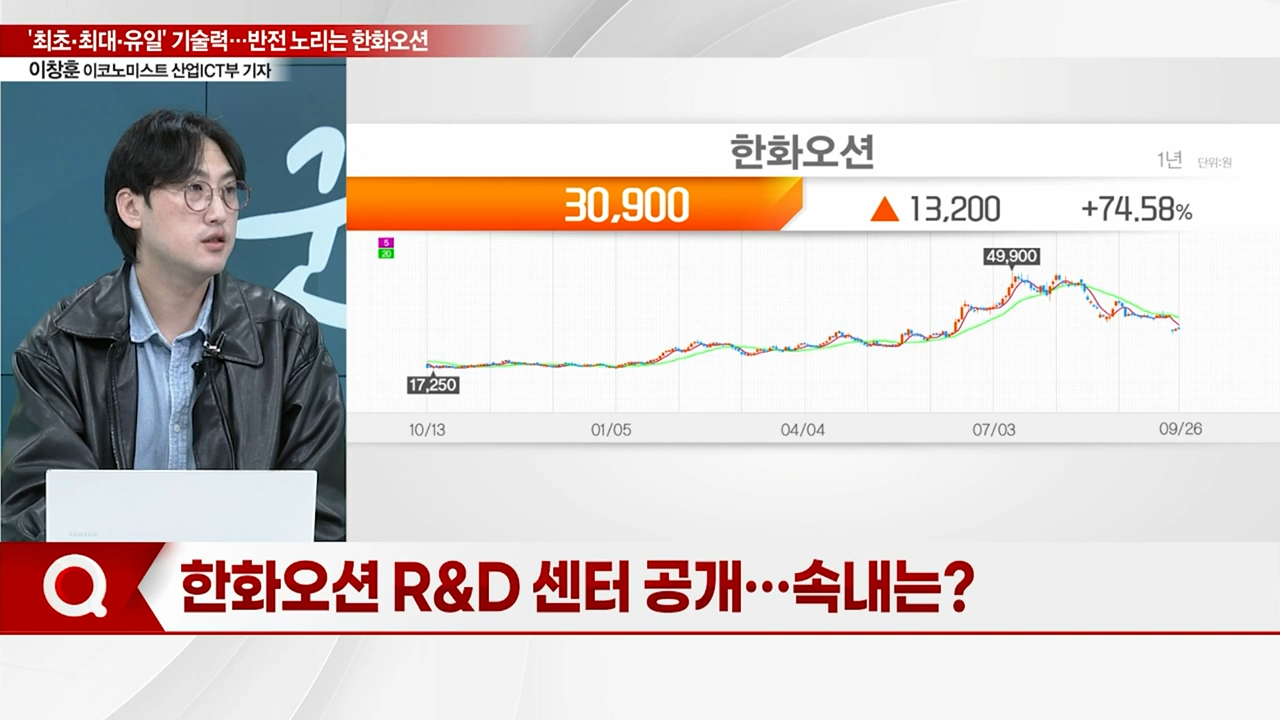 '최초·최대·유일' 기술력…반전 노리는 한화오션
이창훈 이코노미스트 산업ICT부 기자
한화오션
1년 단위:원
30,900 ▲ 13,200 +74.58%
5
20
49,900
17,250
10/13 01/05 04/04 07/03 09/26
Q 한화오션 R&D 센터 공개…속내는?